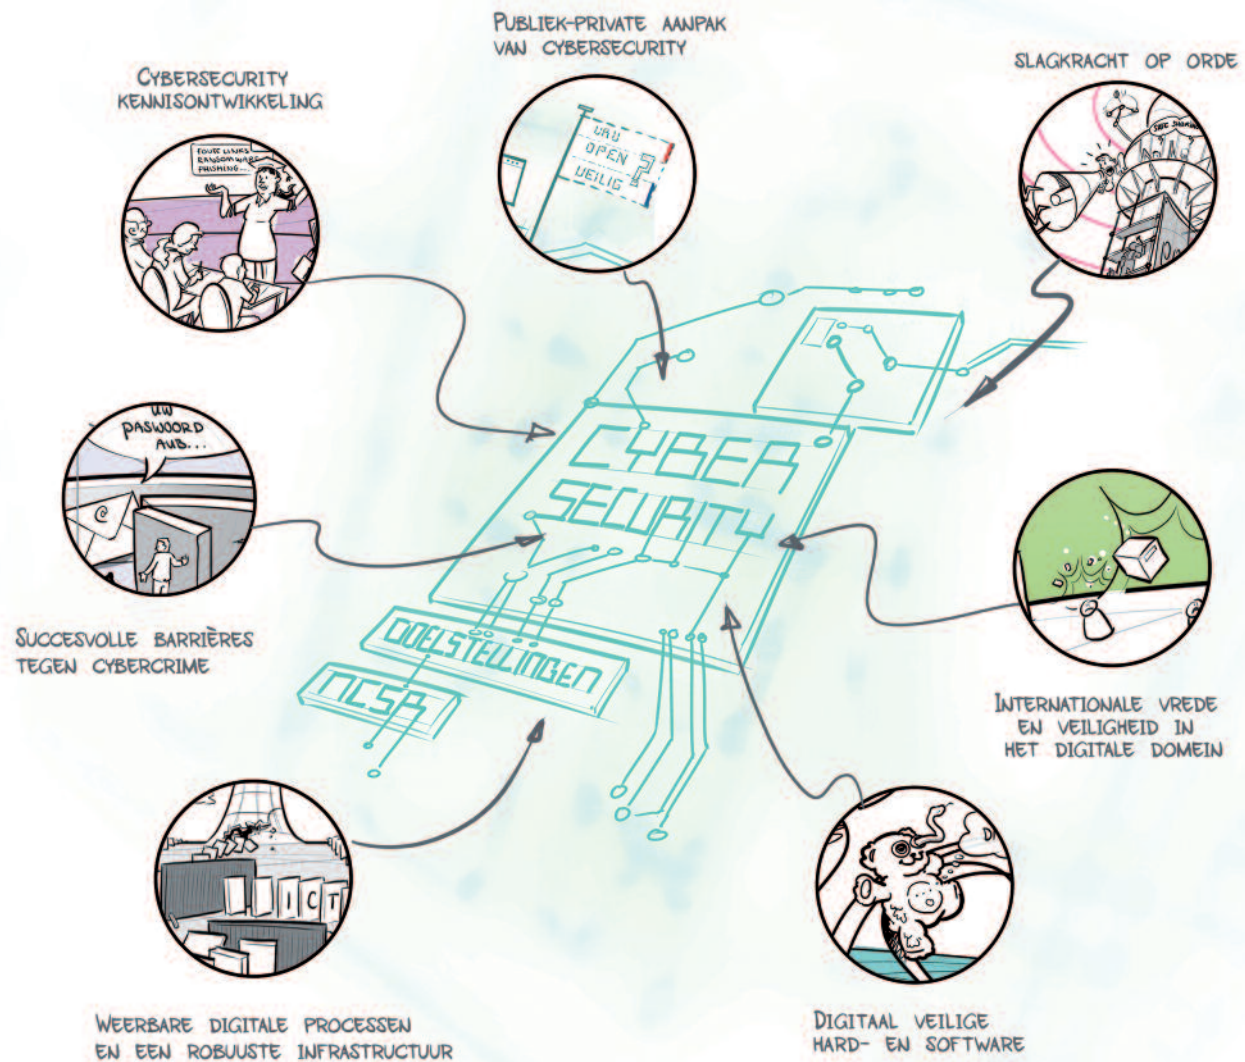 PUBLIEK-PRIVATE AANPAK
VAN CYBERSECURITY
SLAGKRACHT OP ORDE
CYBERSECURITY
KENNISONTWIKKELING
FOUTE LINKS
RANSOMWARE
PHISHING...
VRIJ
OPEN
VEILIG
?
UW
PASWOORD
AUB...
@
CYBER
SECURITY
DOELSTELLINGEN
NCSA
SUCCESVOLLE BARRIÈRES
TEGEN CYBERCRIME
INTERNATIONALE VREDE
EN VEILIGHEID IN
HET DIGITALE DOMEIN
ICT
WEERBARE DIGITALE PROCESSEN
EN EEN ROBUUSTE INFRASTRUCTUUR
DIGITAAL VEILIGE
HARD- EN SOFTWARE